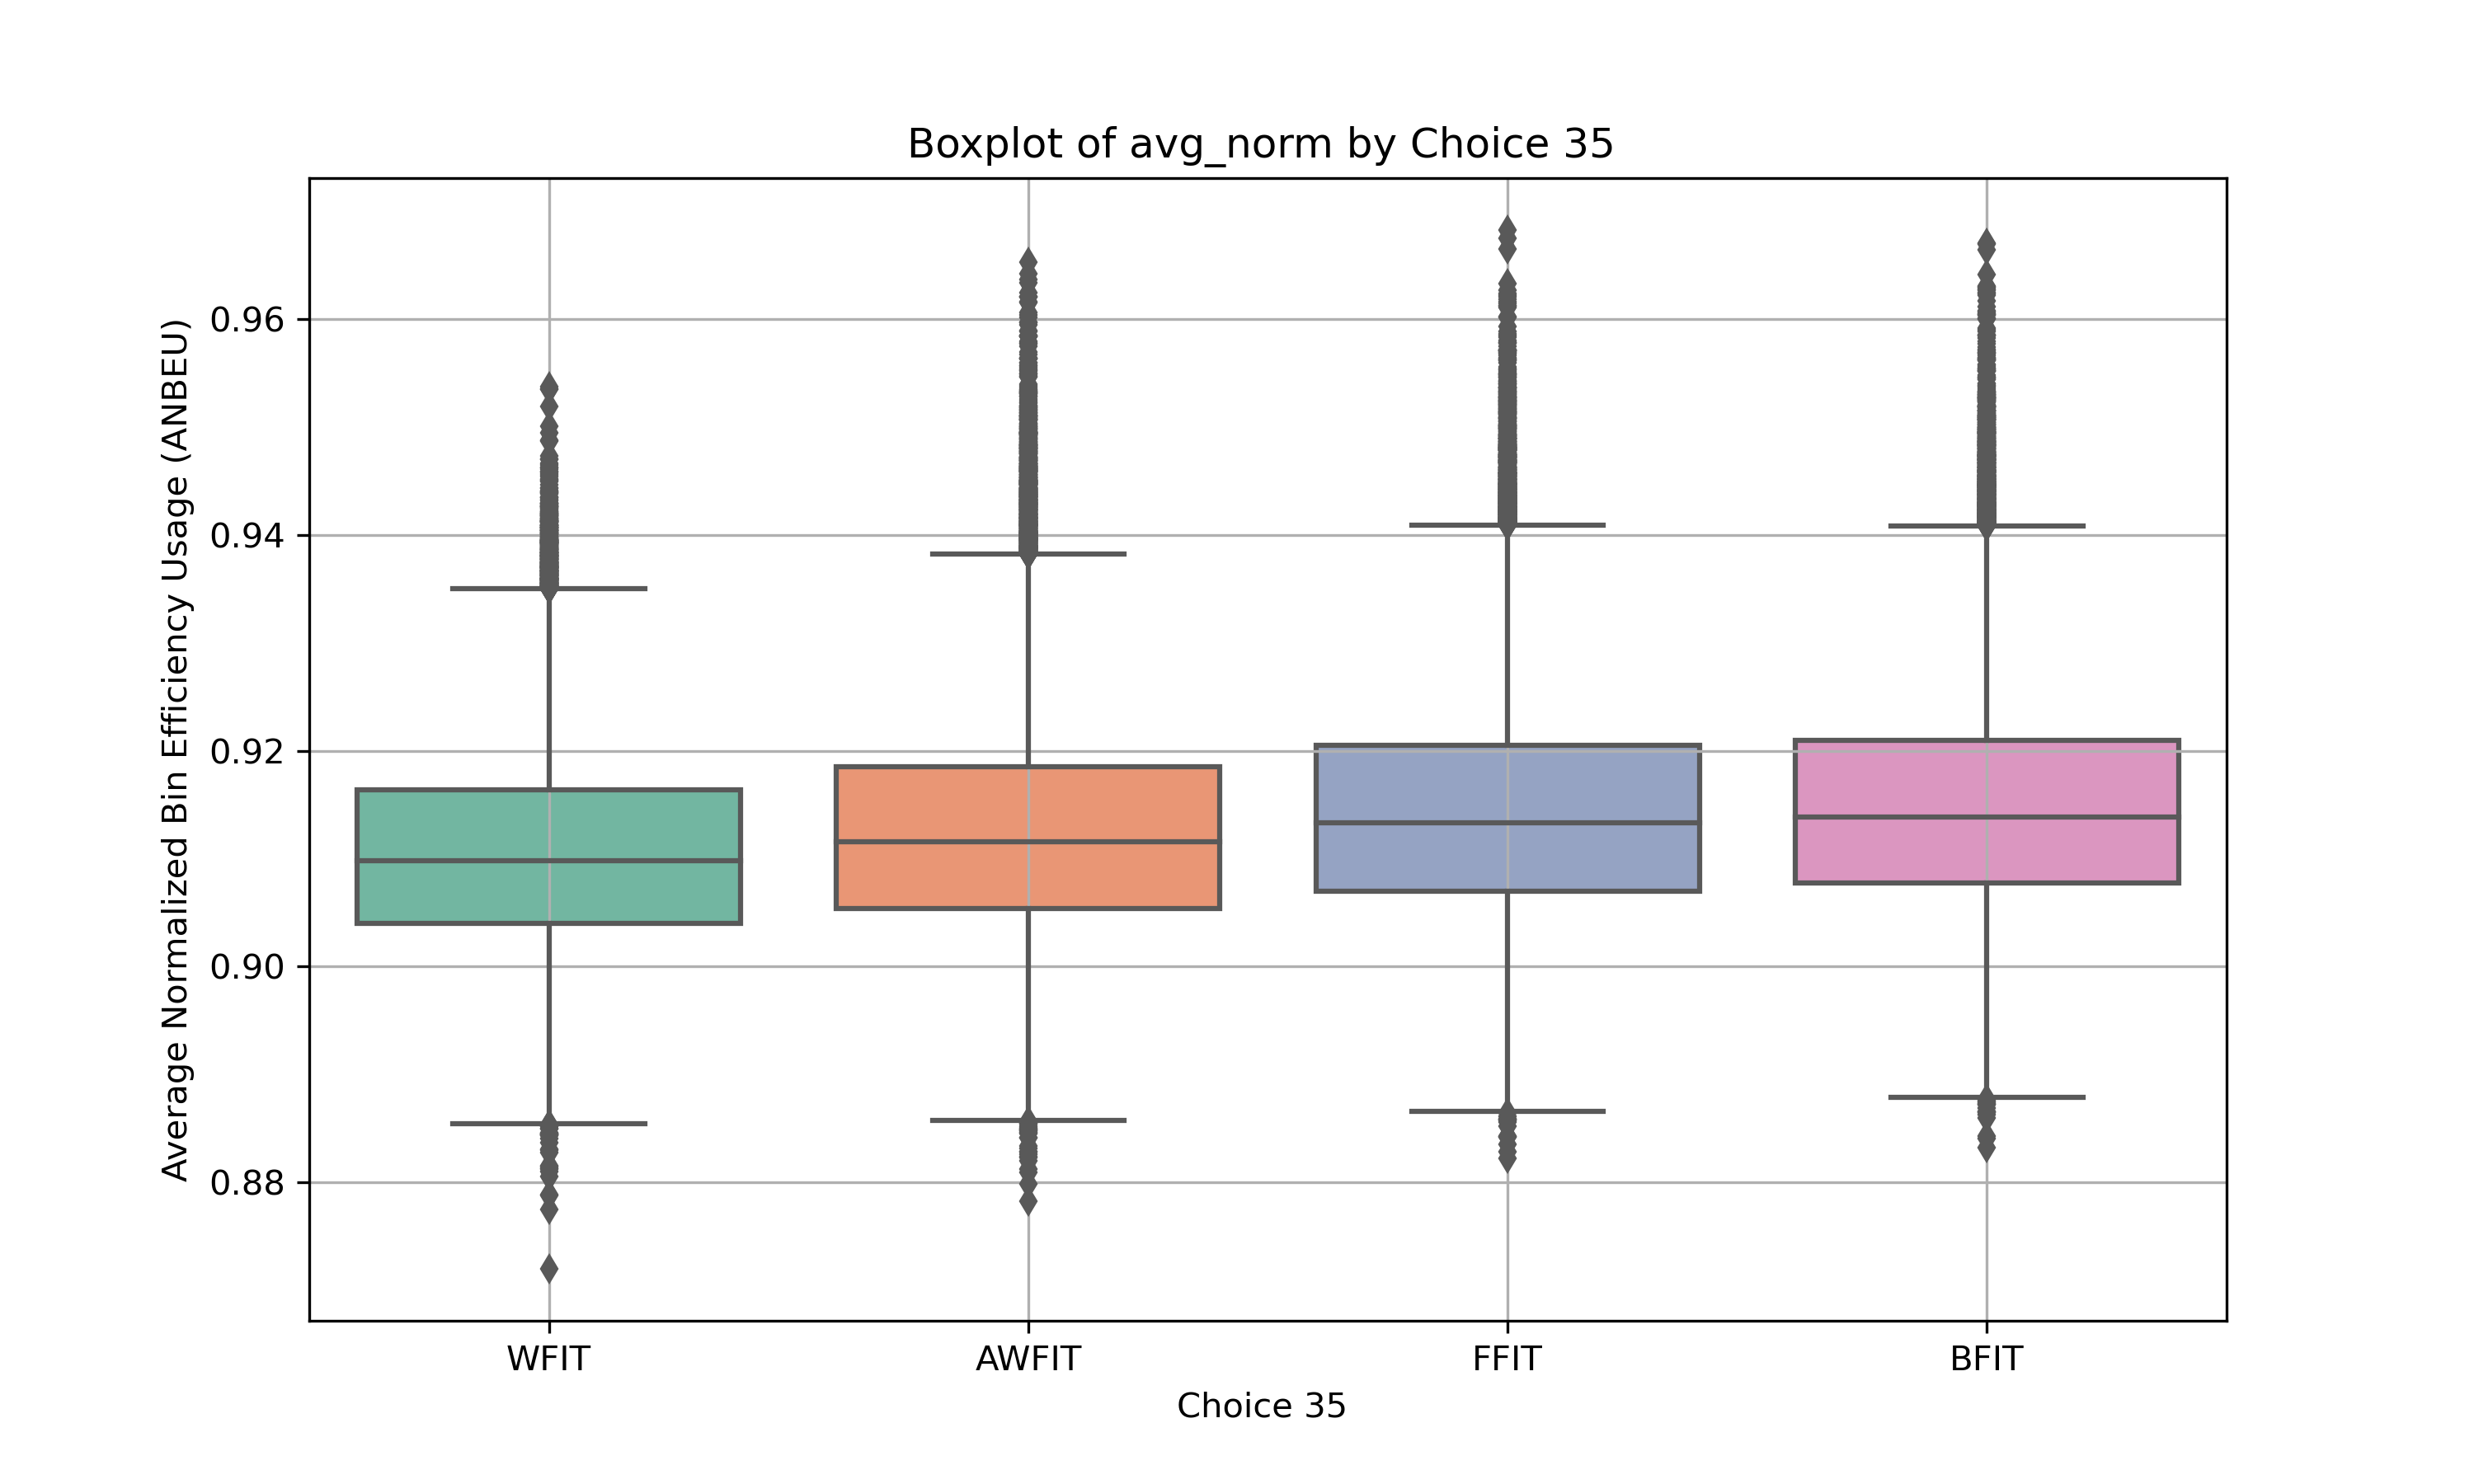 Boxplot of avg_norm by Choice 35
Average Normalized Bin Efficiency Usage (ANBEU)
0.96
0.94
0.92
0.90
0.88
WFIT AWFIT FFIT BFIT
Choice 35